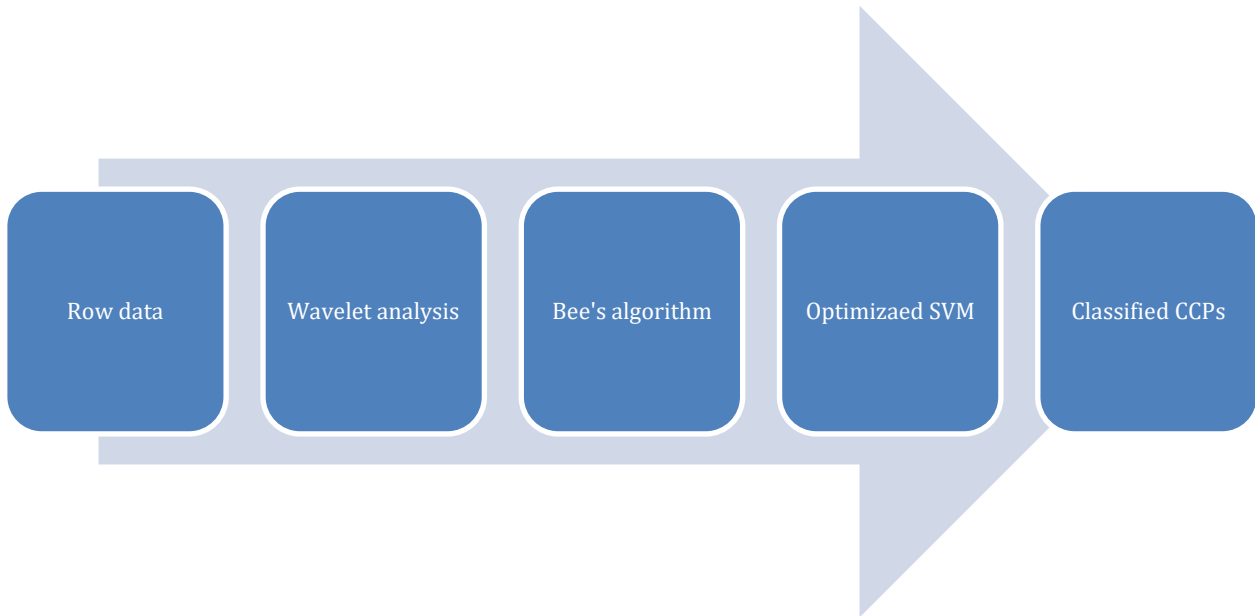 Row data
Wavelet analysis
Bee's algorithm
Optimizaed SVM
Classified CCPs